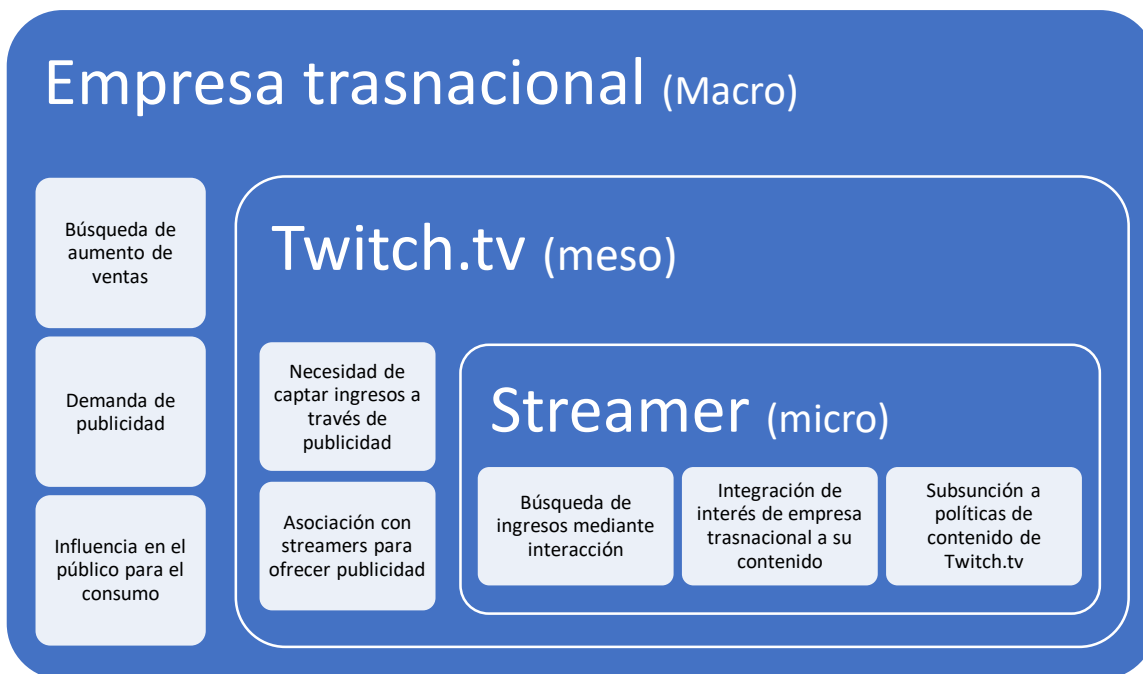 Empresa trasnacional (Macro)
Búsqueda de
aumento de
ventas
Demanda de
publicidad
Influencia en el
público para el
consumo
Twitch.tv (meso)
Necesidad de
captar ingresos a
través de
publicidad
Asociación con
streamers para
ofrecer publicidad
Streamer (micro)
Búsqueda de
ingresos mediante
interacción
Integración de
interés de empresa
trasnacional a su
contenido
Subsunción a
políticas de
contenido de
Twitch.tv